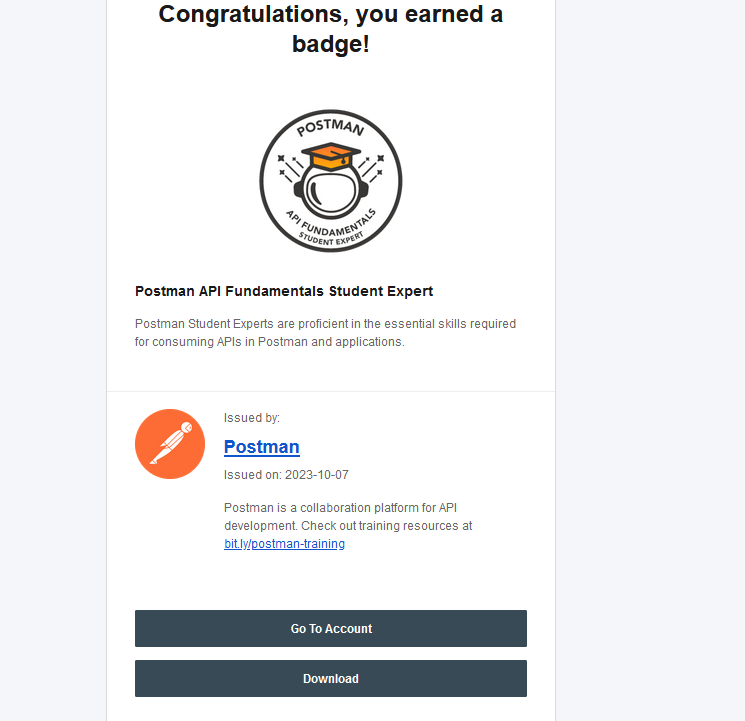 Congratulations, you earned a
badge!
POSTMAN
API FUNDAMENTALS
STUDENT EXPERT
Postman API Fundamentals Student Expert
Postman Student Experts are proficient in the essential skills required
for consuming APIs in Postman and applications.
Issued by:
Postman
Issued on: 2023-10-07
Postman is a collaboration platform for API
development. Check out training resources at
bit.ly/postman-training
Go To Account
Download